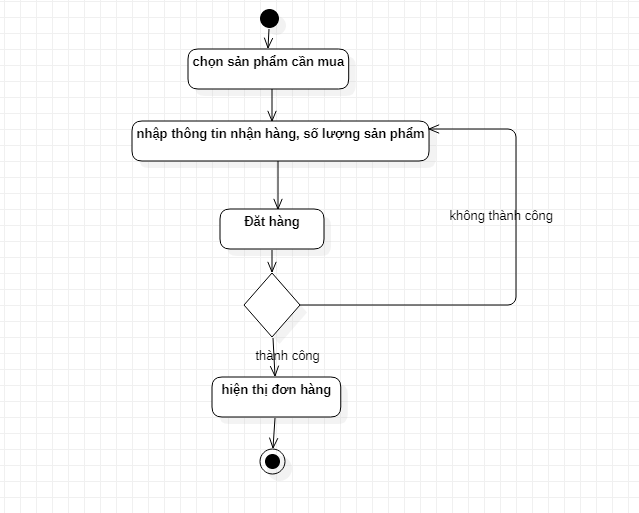 chọn sản phẩm cần mua
nhập thông tin nhận hàng, số lượng sản phẩm
không thành công
Đăt hàng
thành công
hiện thị đơn hàng